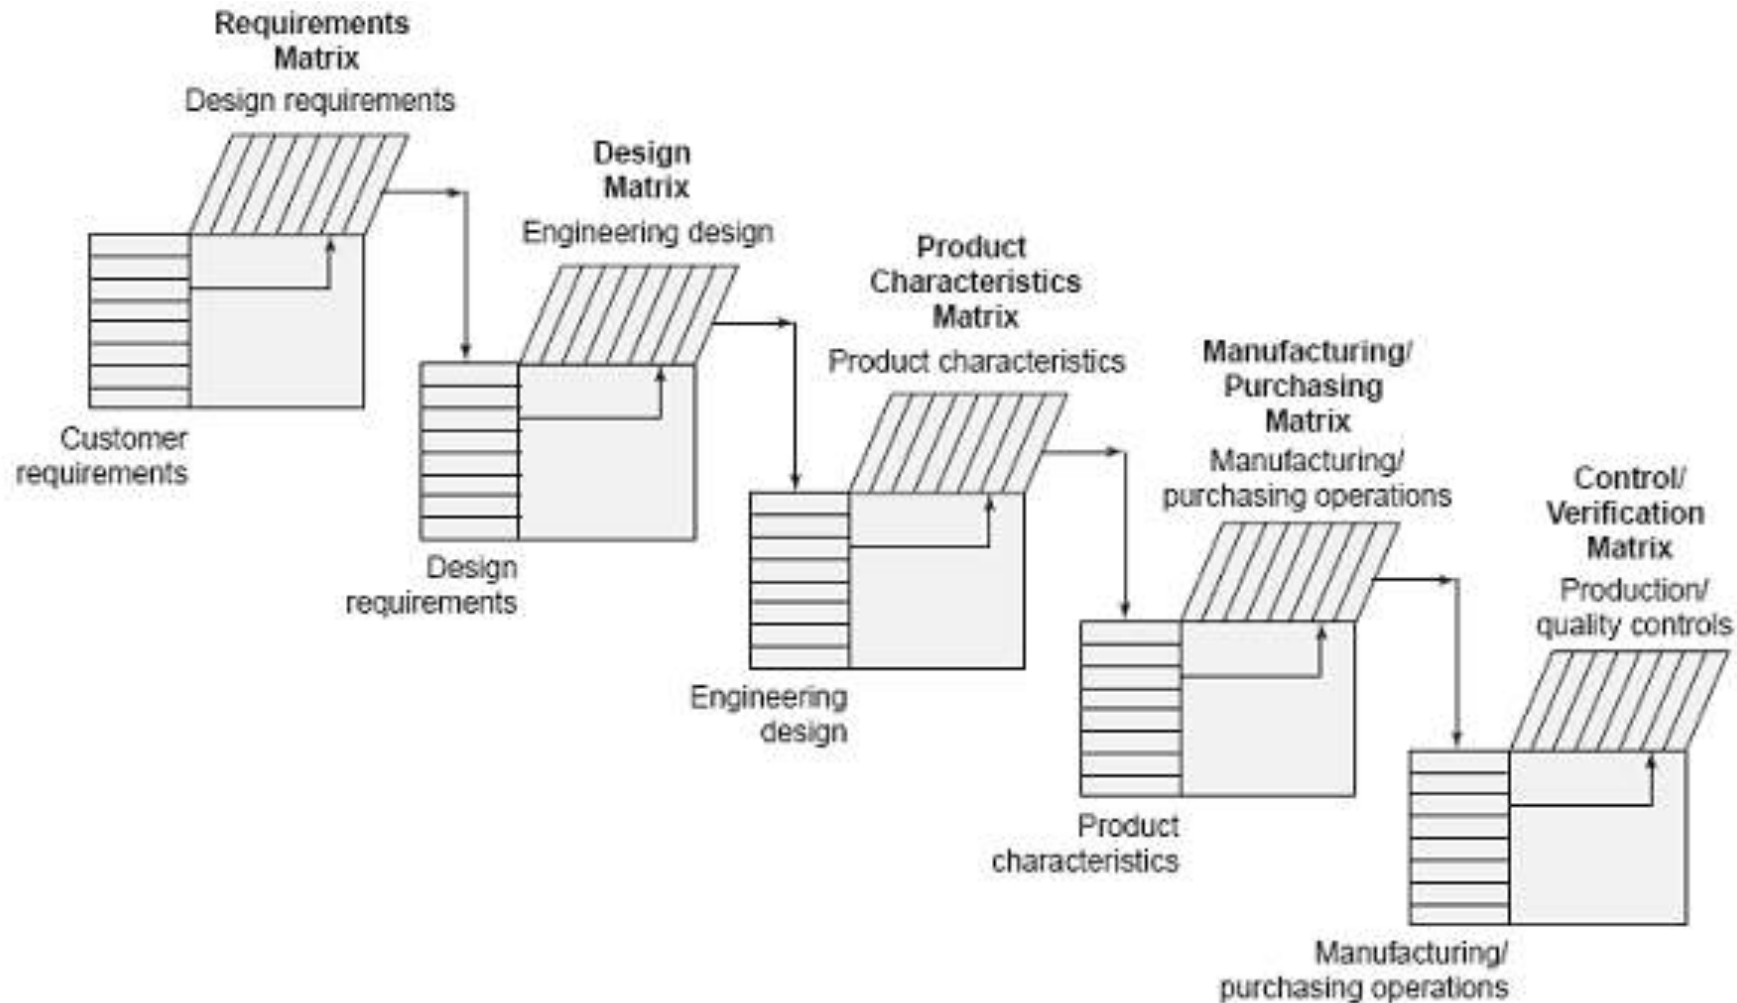 Requirements
Matrix
Design requirements
Customer
requirements
Design
Matrix
Engineering design
Design
requirements
Product
Characteristics
Matrix
Product characteristics
Engineering
design
Manufacturing/
Purchasing
Matrix
Manufacturing/
purchasing operations
Product
characteristics
Control/
Verification
Matrix
Production/
quality controls
Manufacturing/
purchasing operations